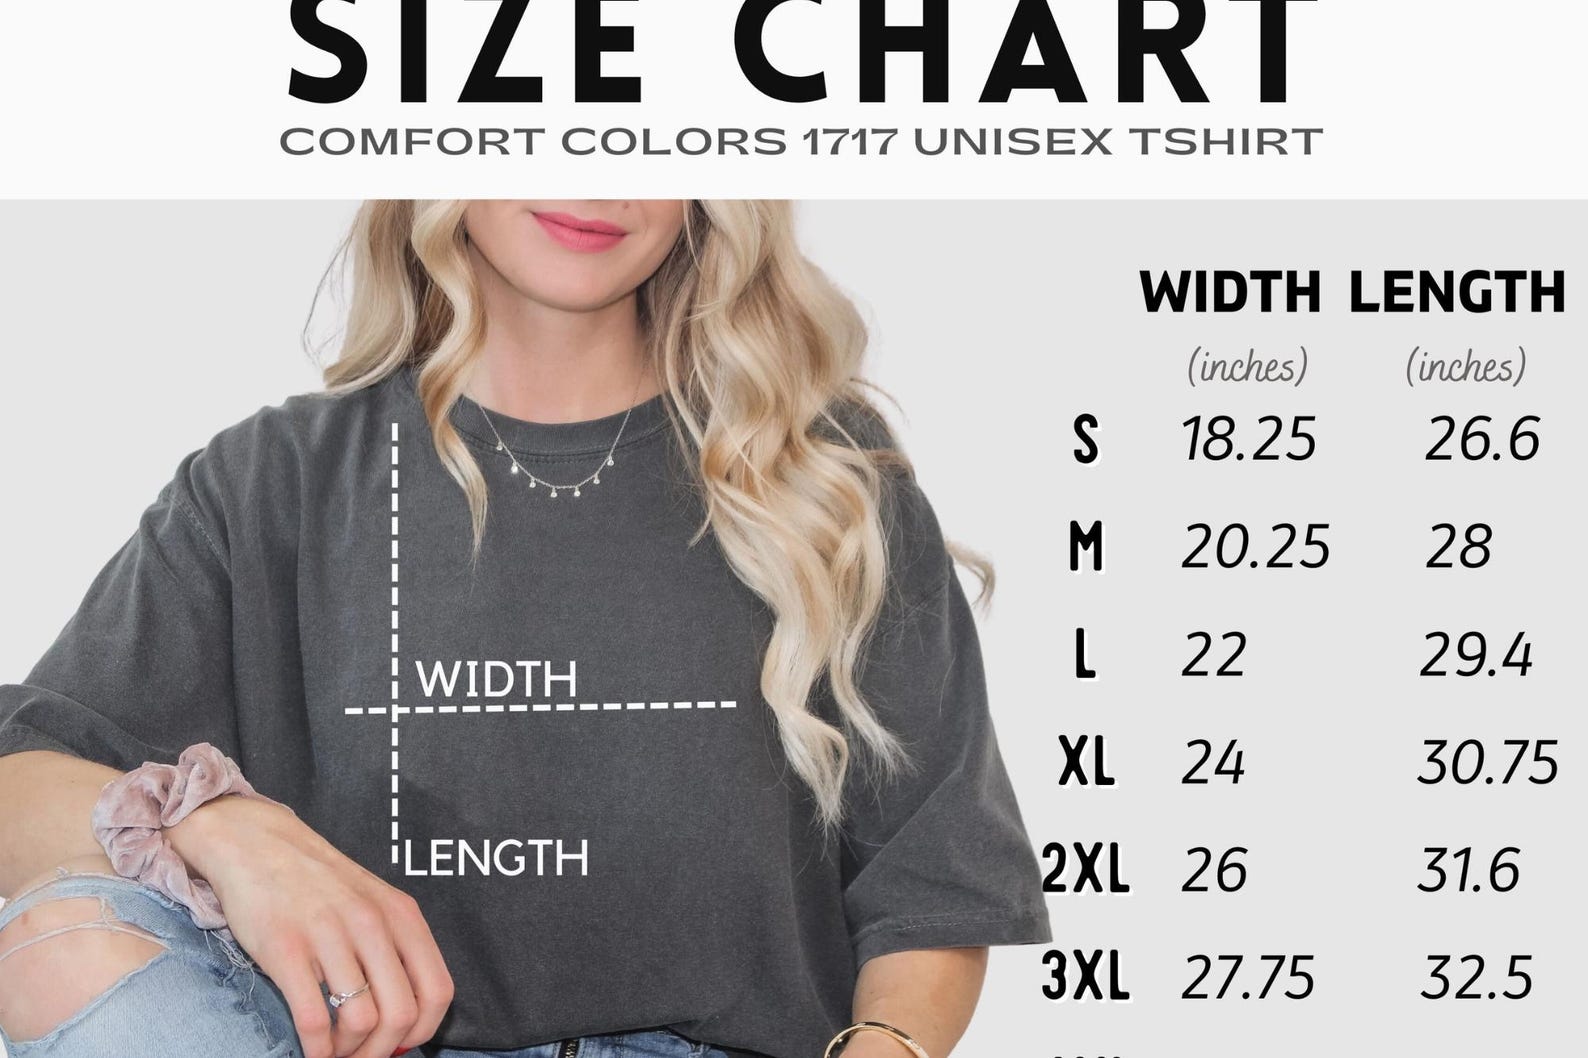 SIZE CHART
COMFORT COLORS 1717 UNISEX TSHIRT
WIDTH LENGTH
(inches) (inches)
S 18.25 26.6
M 20.25 28
L 22 29.4
XL 24 30.75
2XL 26 31.6
3XL 27.75 32.5
WIDTH
LENGTH